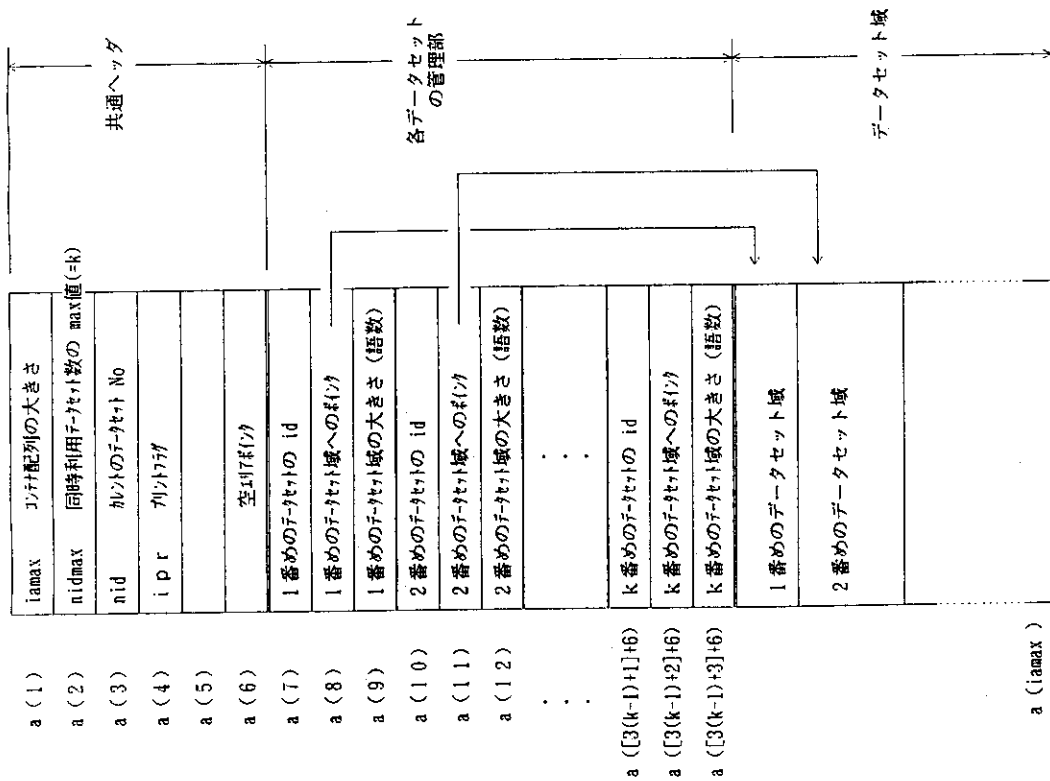 a (1) iamax ｺﾝﾃﾅ配列の大きさ
a (2) nidmax 同時利用ﾃﾞｰﾀｾｯﾄ数の max値(=k)
a (3) nid ｶﾚﾝﾄのﾃﾞｰﾀｾｯﾄ No
a (4) ipr ﾌﾟﾘﾝﾄﾌﾗｸﾞ
a (5)
a (6) 空ｴﾘｱﾎﾟｲﾝﾀ
共通ヘッダ
a (7) 1番めのﾃﾞｰﾀｾｯﾄの id
a (8) 1番めのﾃﾞｰﾀｾｯﾄ域へのﾎﾟｲﾝﾀ
a (9) 1番めのﾃﾞｰﾀｾｯﾄ域の大きさ (語数)
a (10) 2番めのﾃﾞｰﾀｾｯﾄの id
a (11) 2番めのﾃﾞｰﾀｾｯﾄ域へのﾎﾟｲﾝﾀ
a (12) 2番めのﾃﾞｰﾀｾｯﾄ域の大きさ (語数)
. . . . . .
a ([3(k-1)+1]+6) k番めのﾃﾞｰﾀｾｯﾄの id
a ([3(k-1)+2]+6) k番めのﾃﾞｰﾀｾｯﾄ域へのﾎﾟｲﾝﾀ
a ([3(k-1)+3]+6) k番めのﾃﾞｰﾀｾｯﾄ域の大きさ (語数)
各データセット
の管理部
1番めのデータセット域
2番めのデータセット域
データセット域
a (iamax )